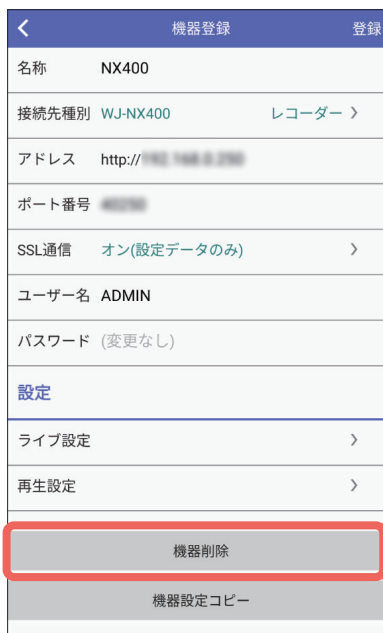 機器登録 登録
名称 NX400
接続先種別 WJ-NX400 レコーダー
アドレス http://
ポート番号
SSL通信 オン(設定データのみ)
ユーザー名 ADMIN
パスワード (変更なし)
設定
ライブ設定
再生設定
機器削除
機器設定コピー